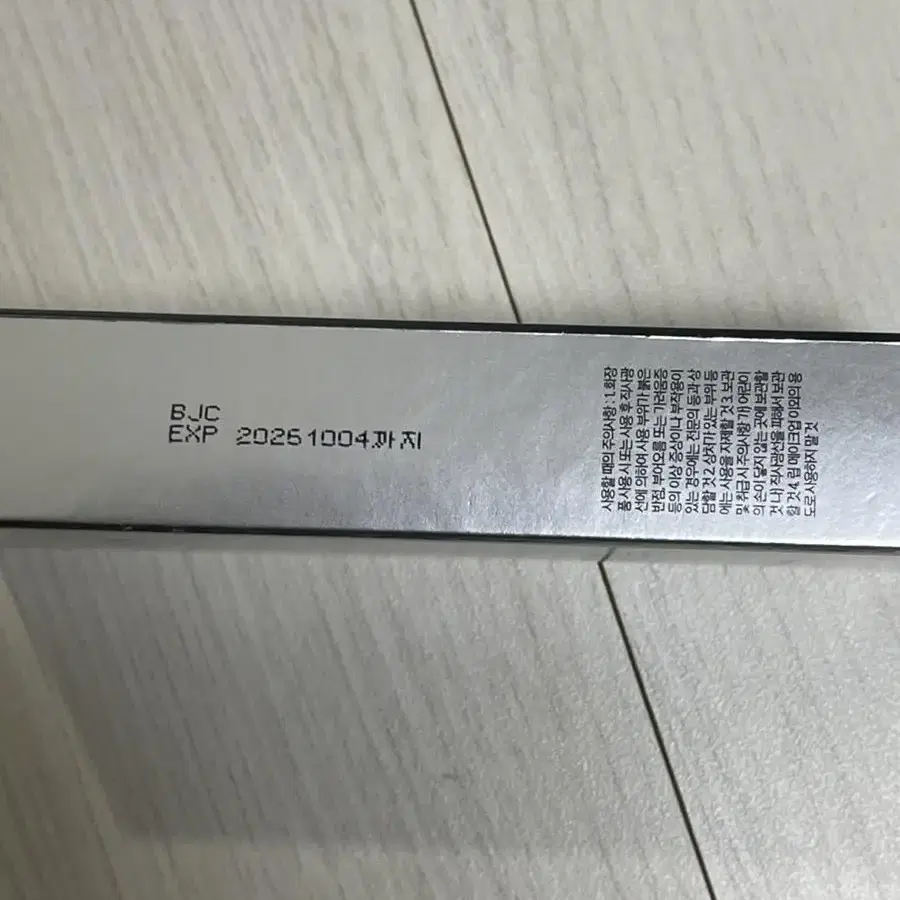 BJC
EXP 20261004까지
사용할 때의 주의사항 : 1. 화장
품 사용 시 또는 사용 후 직사광
선에 의하여 사용 부위가 붉은
반점, 부어오름 또는 가려움증
등의 이상 증상이나 부작용이
있는 경우에는 전문의 등과 상
담할 것 2. 상처가 있는 부위 등
에는 사용을 자제할 것 3. 보관
및 취급 시 주의사항 가) 어린이
의 손이 닿지 않는 곳에 보관할
것 나) 직사광선을 피해서 보관
할 것 4. 립 메이크업 이외의 용
도로 사용하지 말 것